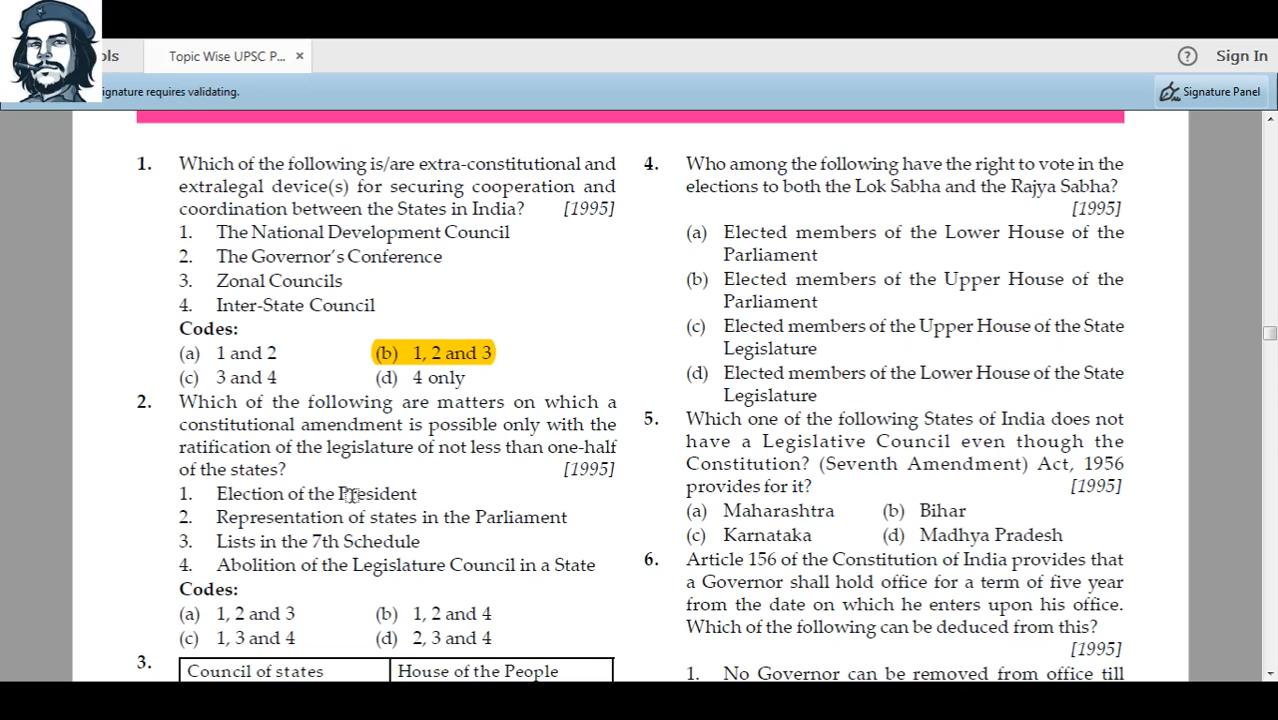 ols
Topic Wise UPSC P... ×
? Sign In
ignature requires validating.
Signature Panel
1. Which of the following is/are extra-constitutional and
extralegal device(s) for securing cooperation and
coordination between the States in India? [1995]
1. The National Development Council
2. The Governor's Conference
3. Zonal Councils
4. Inter-State Council
Codes:
(a) 1 and 2 (b) 1, 2 and 3
(c) 3 and 4 (d) 4 only
2. Which of the following are matters on which a
constitutional amendment is possible only with the
ratification of the legislature of not less than one-half
of the states? [1995]
1. Election of the President
2. Representation of states in the Parliament
3. Lists in the 7th Schedule
4. Abolition of the Legislature Council in a State
Codes:
(a) 1, 2 and 3 (b) 1, 2 and 4
(c) 1, 3 and 4 (d) 2, 3 and 4
3. Council of states House of the People
4. Who among the following have the right to vote in the
elections to both the Lok Sabha and the Rajya Sabha?
[1995]
(a) Elected members of the Lower House of the
Parliament
(b) Elected members of the Upper House of the
Parliament
(c) Elected members of the Upper House of the State
Legislature
(d) Elected members of the Lower House of the State
Legislature
5. Which one of the following States of India does not
have a Legislative Council even though the
Constitution? (Seventh Amendment) Act, 1956
provides for it? [1995]
(a) Maharashtra (b) Bihar
(c) Karnataka (d) Madhya Pradesh
6. Article 156 of the Constitution of India provides that
a Governor shall hold office for a term of five year
from the date on which he enters upon his office.
Which of the following can be deduced from this?
[1995]
1. No Governor can be removed from office till